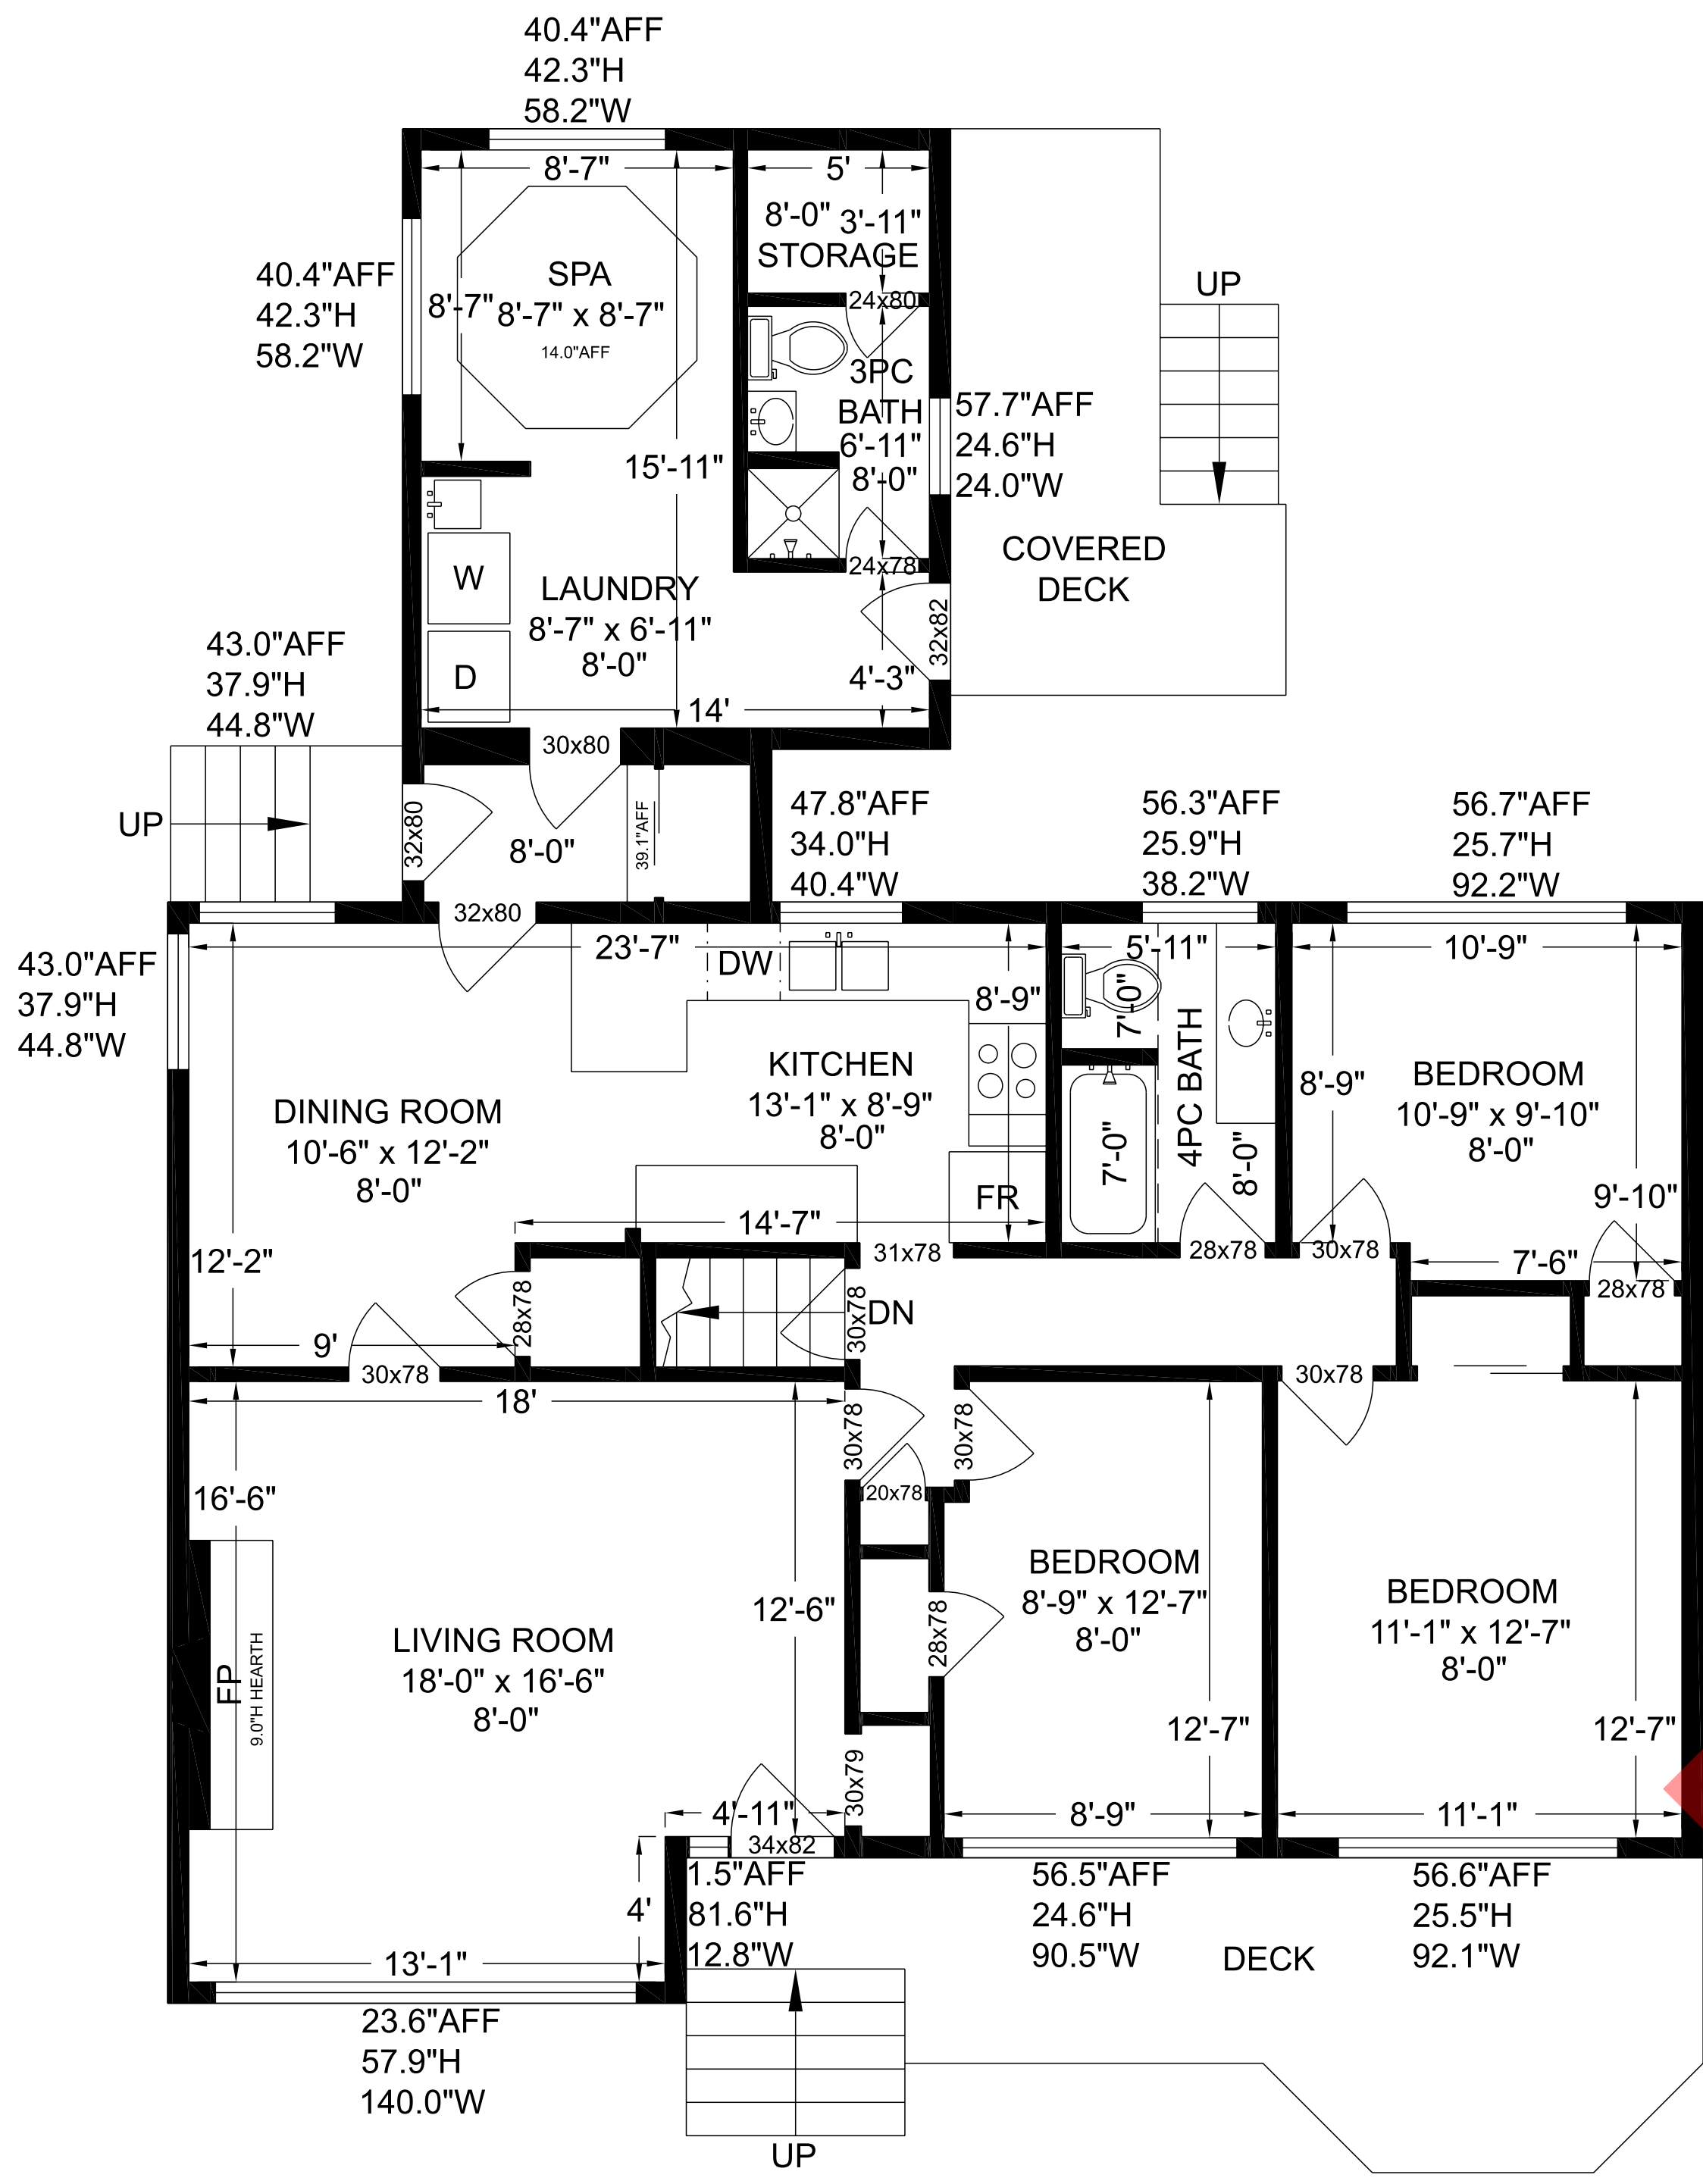 40.4"AFF
42.3"H
58.2"W
8'-7"
5'
8'-0"
3'-11"
STORAGE
40.4"AFF
42.3"H
58.2"W
SPA
8'-7"
8'-7" x 8'-7"
14.0"AFF
24x80
UP
3PC
BATH
6'-11"
8'-0"
57.7"AFF
24.6"H
24.0"W
15'-11"
COVERED
DECK
24x78
W
LAUNDRY
8'-7" x 6'-11"
8'-0"
32x82
D
4'-3"
14'
43.0"AFF
37.9"H
44.8"W
30x80
UP
32x80
8'-0"
39.1"AFF
47.8"AFF
34.0"H
40.4"W
56.3"AFF
25.9"H
38.2"W
56.7"AFF
25.7"H
92.2"W
32x80
43.0"AFF
37.9"H
44.8"W
23'-7"
DW
8'-9"
5'-11"
7'-0"
4PC BATH
10'-9"
8'-9"
KITCHEN
13'-1" x 8'-9"
8'-0"
DINING ROOM
10'-6" x 12'-2"
8'-0"
BEDROOM
10'-9" x 9'-10"
8'-0"
7'-0"
8'-0"
FR
9'-10"
14'-7"
12'-2"
31x78
28x78
30x78
7'-6"
28x78
9'
28x78
30x78
DN
30x78
30x78
18'
30x78
30x78
20x78
16'-6"
12'-6"
BEDROOM
8'-9" x 12'-7"
8'-0"
BEDROOM
11'-1" x 12'-7"
8'-0"
28x78
LIVING ROOM
18'-0" x 16'-6"
8'-0"
FP
9.0"H HEARTH
12'-7"
12'-7"
30x79
4'-11"
8'-9"
11'-1"
34x82
1.5"AFF
81.6"H
12.8"W
56.5"AFF
24.6"H
90.5"W
56.6"AFF
25.5"H
92.1"W
4'
DECK
13'-1"
23.6"AFF
57.9"H
140.0"W
UP